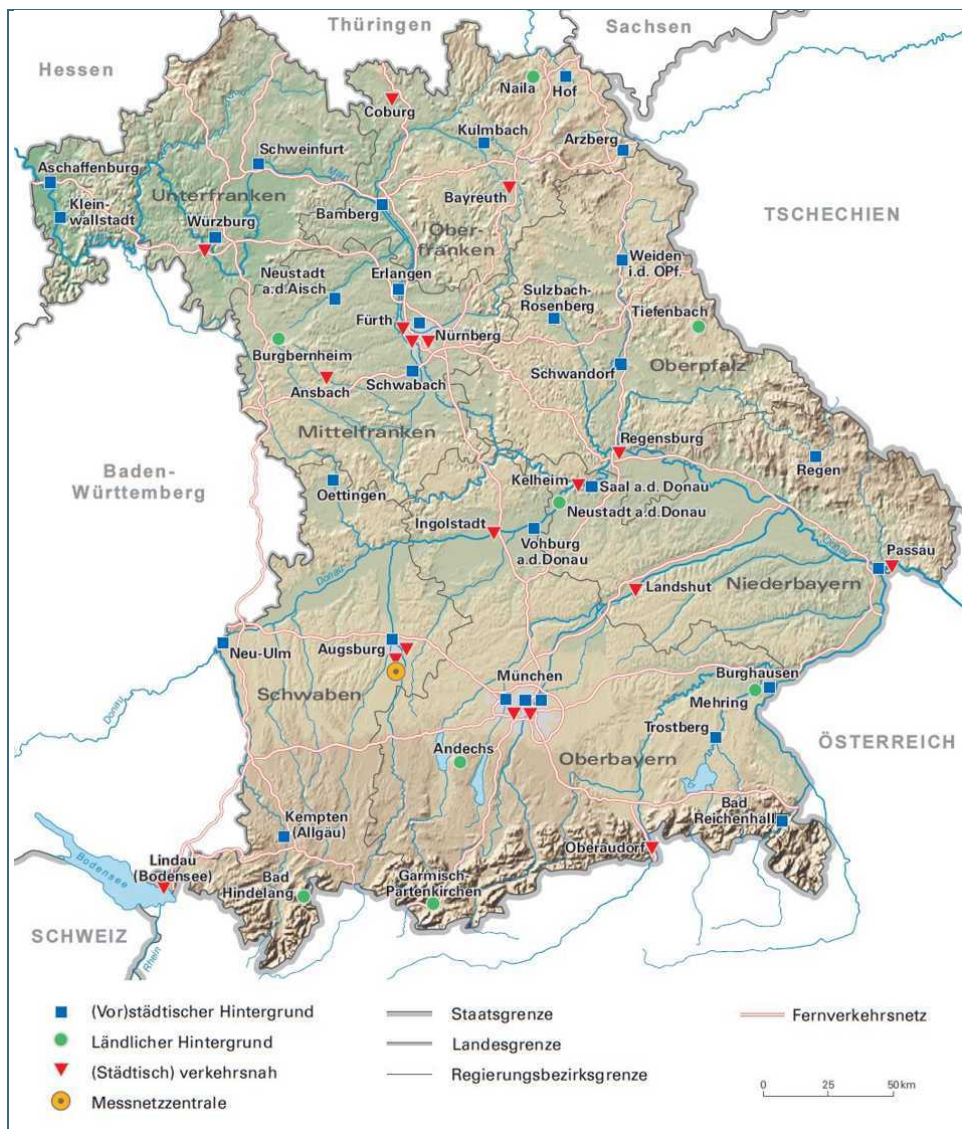 Thüringen
Sachsen
Hessen
Naila
Hof
Coburg
Kulmbach
Arzberg
Schweinfurt
Main
Aschaffenburg
Unterfranken
Bayreuth
Klein-
wallstadt
Bamberg
TSCHECHIEN
Würzburg
Ober-
franken
Weiden
i.d. OPf.
Neustadt
a.d.Aisch
Erlangen
Sulzbach-
Rosenberg
Tiefenbach
Fürth
Nürnberg
Burgbernheim
Oberpfalz
Ansbach
Schwabach
Schwandorf
Mittelfranken
Regensburg
Regen
Baden-
Württemberg
Kelheim
Saal a.d. Donau
Oettingen
Neustadt a.d.Donau
Ingolstadt
Vohburg
a.d.Donau
Donau
Passau
Donau
Landshut
Niederbayern
Neu-Ulm
Augsburg
München
Burghausen
Schwaben
Mehring
Donau
Trostberg
ÖSTERREICH
Andechs
Oberbayern
Bad
Reichenhall
Kempten
(Allgäu)
Oberaudorf
Bodensee
Lindau
(Bodensee)
Bad
Hindelang
Garmisch-
Partenkirchen
SCHWEIZ
Rhein
(Vor)städtischer Hintergrund
Staatsgrenze
Fernverkehrsnetz
Ländlicher Hintergrund
Landesgrenze
(Städtisch) verkehrsnah
Regierungsbezirksgrenze
0 25 50 km
Messnetzzentrale